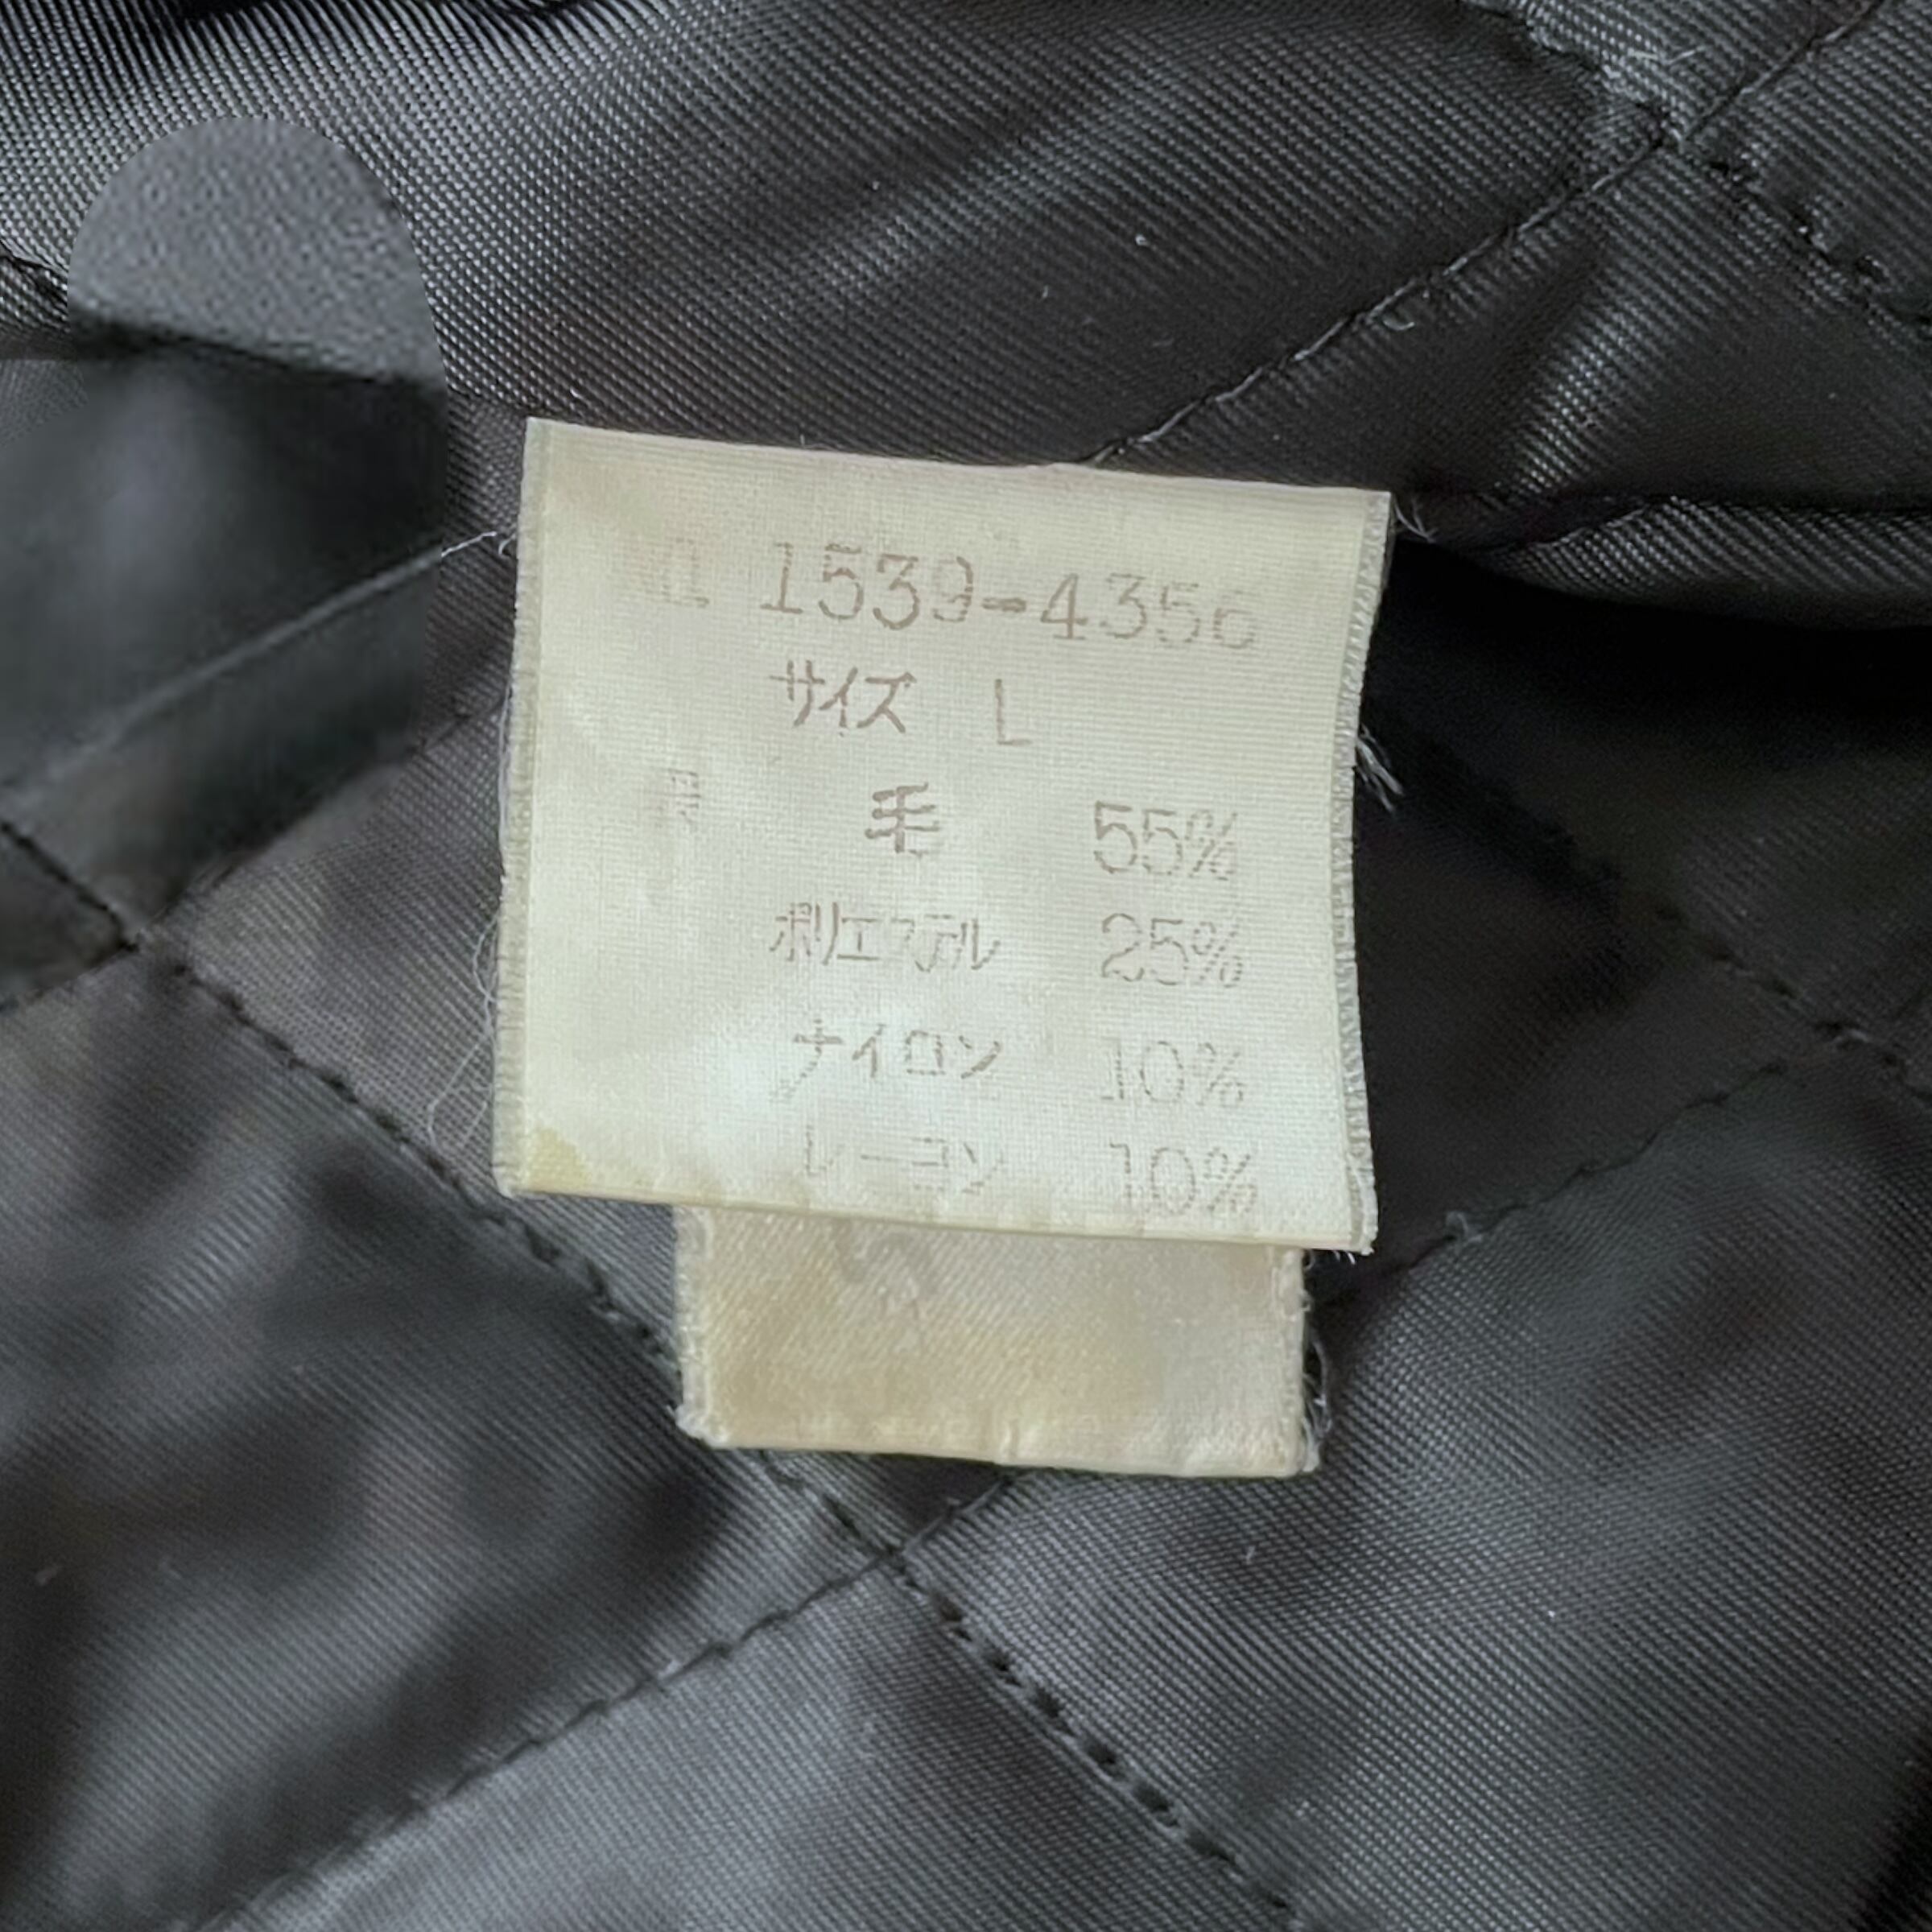 1539-4356
サイズ L
毛 55%
ポリエステル 25%
ナイロン 10%
レーヨン 10%